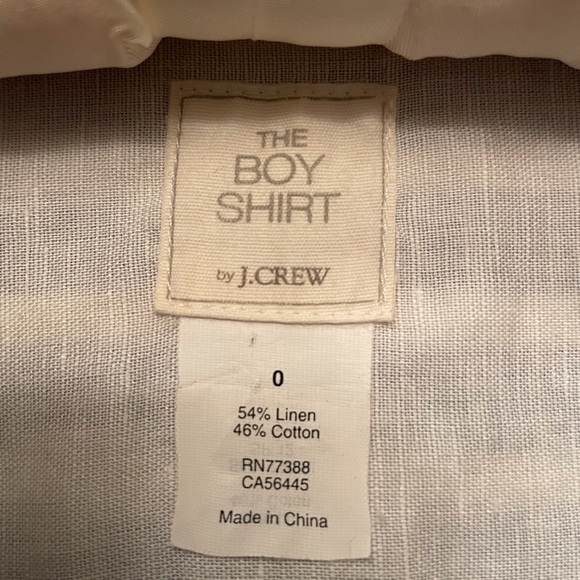 THE
BOY
SHIRT
by J.CREW
0
54% Linen
46% Cotton
RN77388
CA56445
Made in China